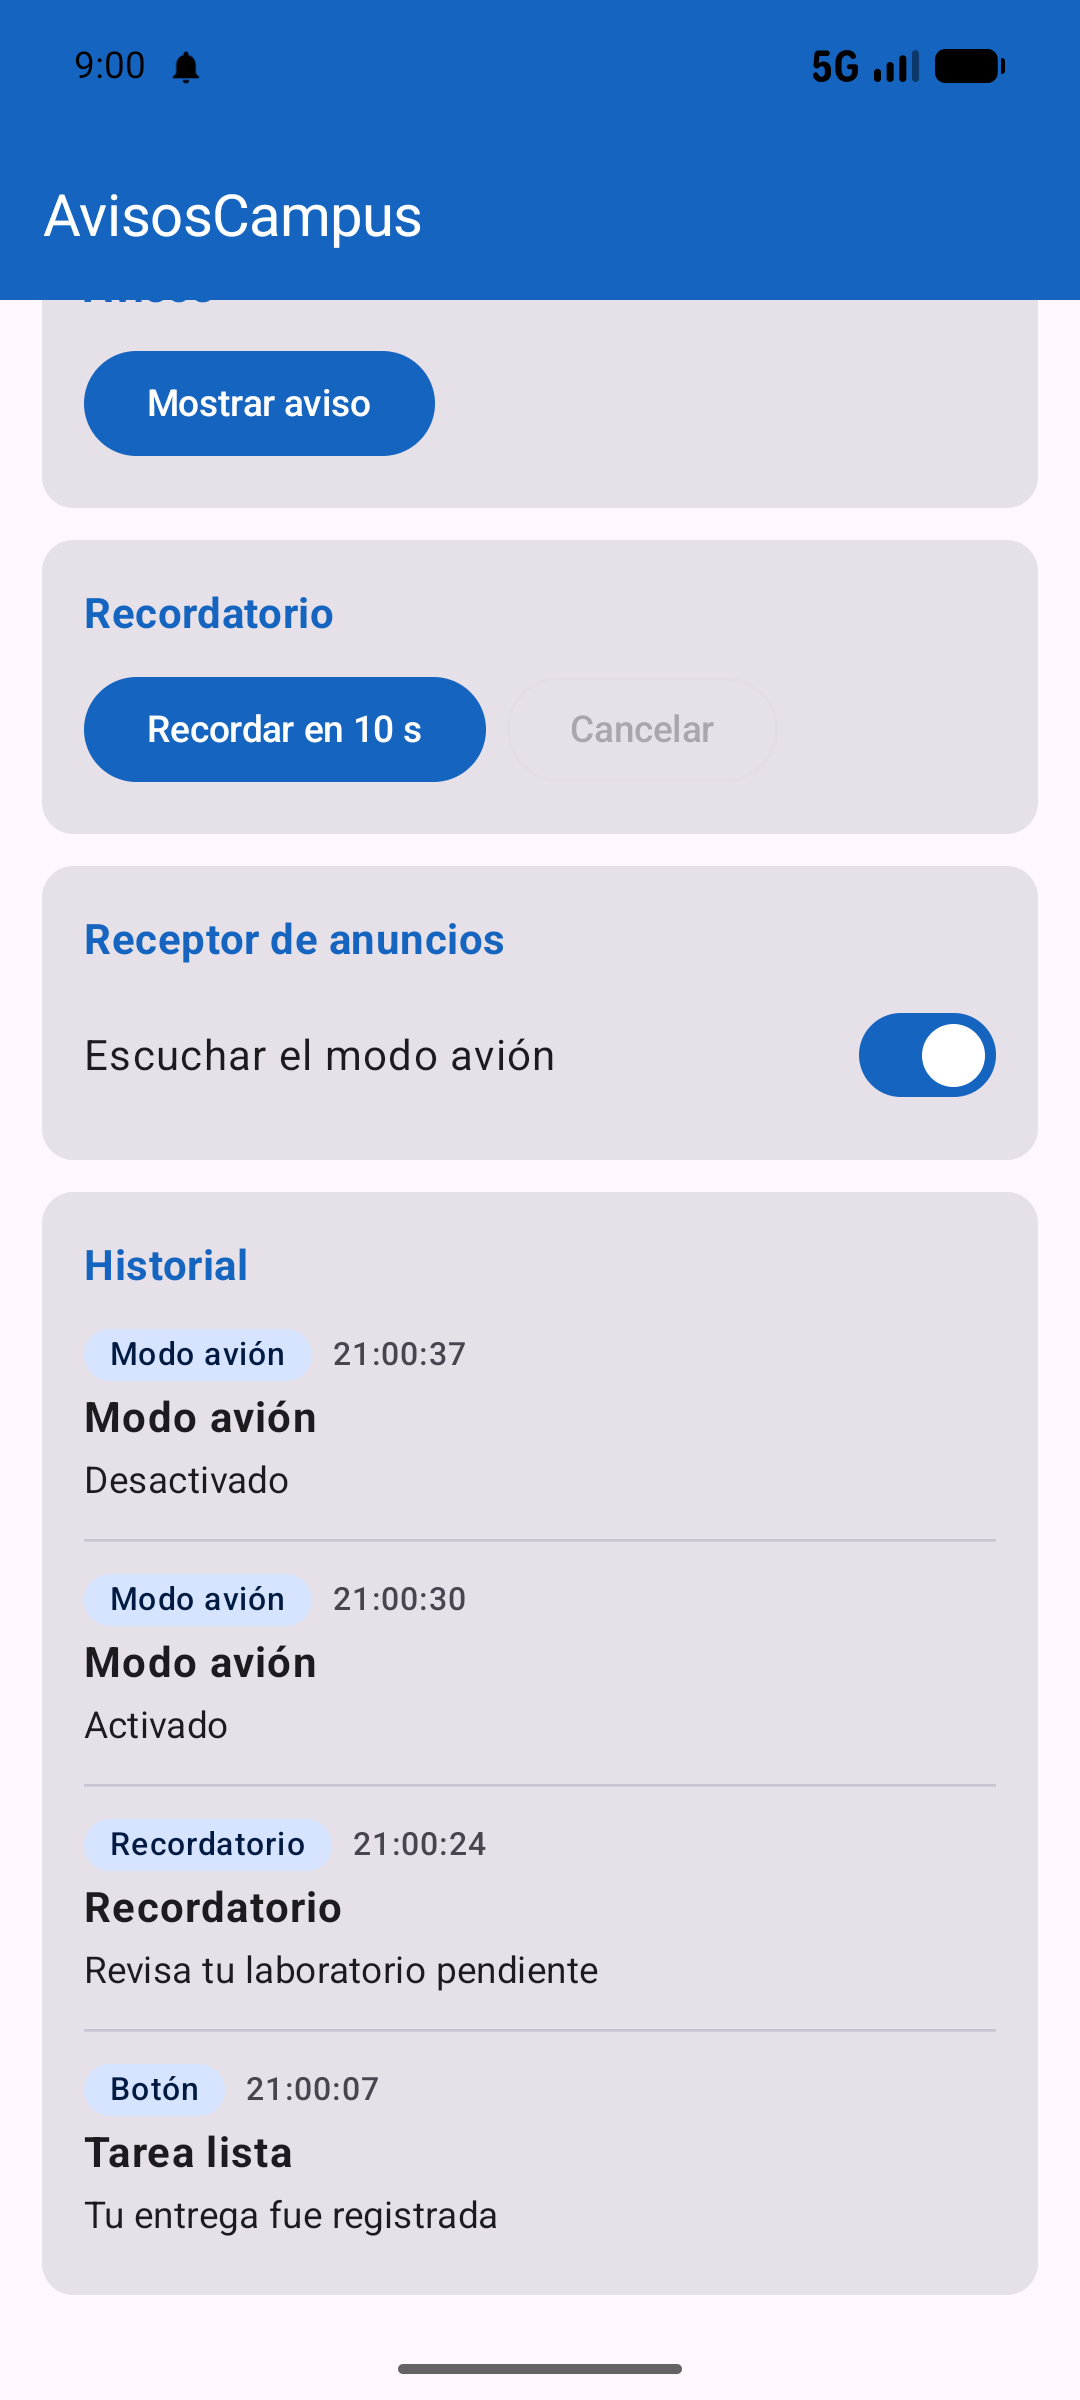 9:00 5G
AvisosCampus
Mostrar aviso
Recordatorio
Recordar en 10 s Cancelar
Receptor de anuncios
Escuchar el modo avión
Historial
Modo avión 21:00:37
Modo avión
Desactivado
Modo avión 21:00:30
Modo avión
Activado
Recordatorio 21:00:24
Recordatorio
Revisa tu laboratorio pendiente
Botón 21:00:07
Tarea lista
Tu entrega fue registrada